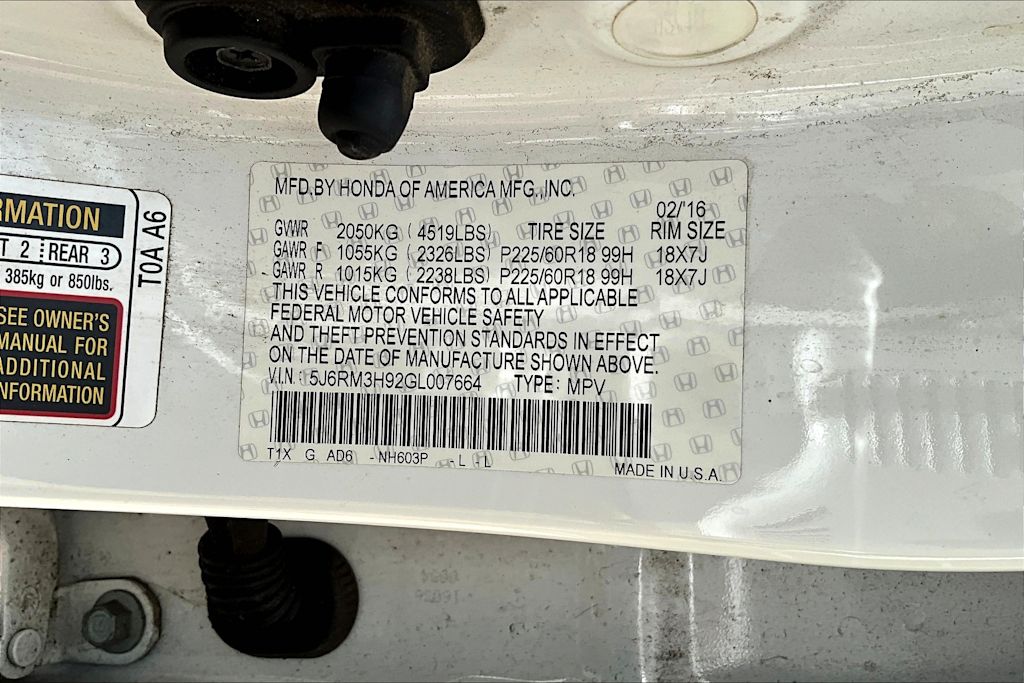 RMATION
T 2 REAR 3
385kg or 850lbs.
SEE OWNER'S
MANUAL FOR
ADDITIONAL
INFORMATION
T0A A6
MFD.BY HONDA OF AMERICA MFG.,INC.
02/'16
GVWR 2050KG ( 4519LBS) TIRE SIZE RIM SIZE
GAWR F 1055KG (2326LBS) P225/60R18 99H 18X7J
GAWR R 1015KG (2238LBS) P225/60R18 99H 18X7J
THIS VEHICLE CONFORMS TO ALL APPLICABLE
FEDERAL MOTOR VEHICLE SAFETY
AND THEFT PREVENTION STANDARDS IN EFFECT
ON THE DATE OF MANUFACTURE SHOWN ABOVE.
V.I.N: 5J6RM3H92GL007664 TYPE: MPV
T1X G AD6 - NH603P - L - L
MADE IN U.S.A.